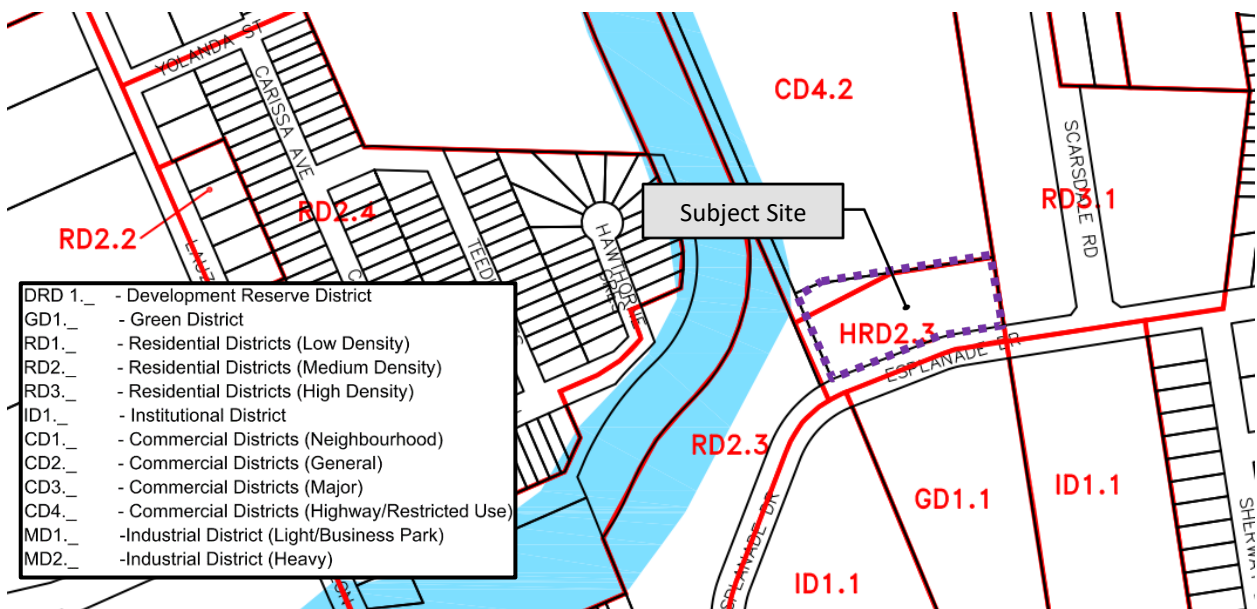 YOLANDA ST
CARISSA AVE
CD4.2
SCARSDALE RD
RD2.4
RD3.1
RD2.2
Subject Site
HAWTHORNE
CRES
HRD2.3
ESPLANADE DR
DRD 1._ - Development Reserve District
GD1._ - Green District
RD1._ - Residential Districts (Low Density)
RD2._ - Residential Districts (Medium Density)
RD3._ - Residential Districts (High Density)
ID1._ - Institutional District
CD1._ - Commercial Districts (Neighbourhood)
CD2._ - Commercial Districts (General)
CD3._ - Commercial Districts (Major)
CD4._ - Commercial Districts (Highway/Restricted Use)
MD1._ -Industrial District (Light/Business Park)
MD2._ -Industrial District (Heavy)
RD2.3
GD1.1
ID1.1
ESPLANADE DR
ID1.1